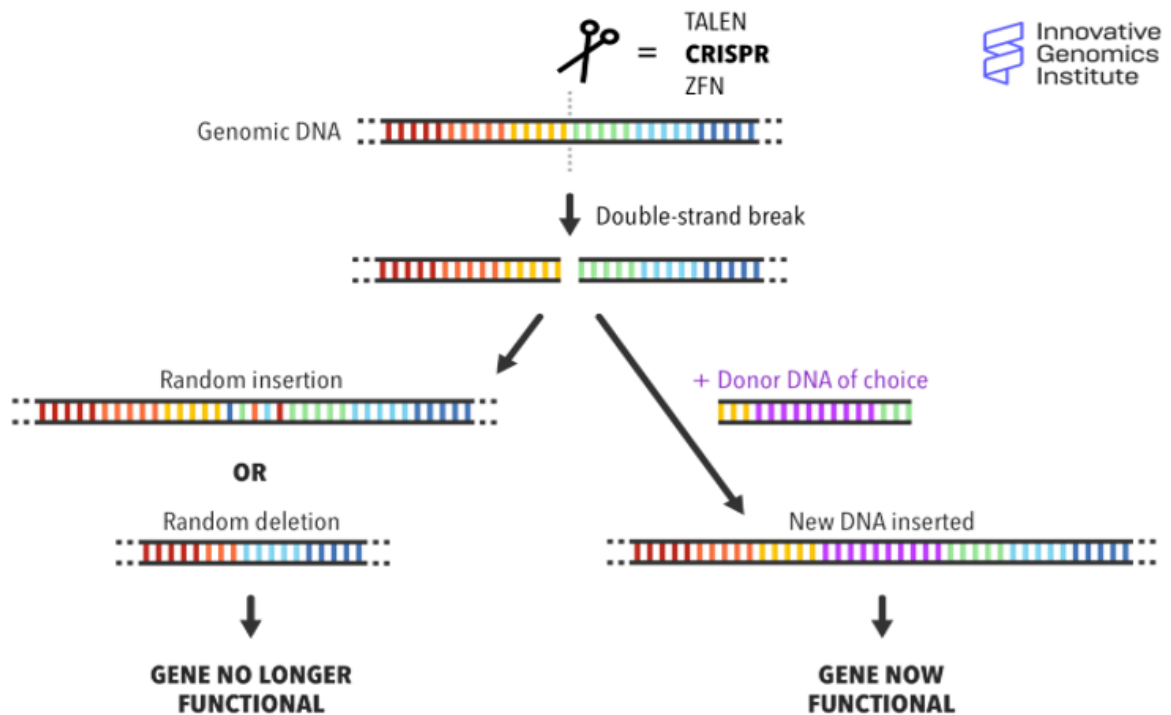 TALEN
= CRISPR
ZFN
Innovative
Genomics
Institute
Genomic DNA
Double-strand break
Random insertion
+ Donor DNA of choice
OR
Random deletion
New DNA inserted
GENE NO LONGER
FUNCTIONAL
GENE NOW
FUNCTIONAL